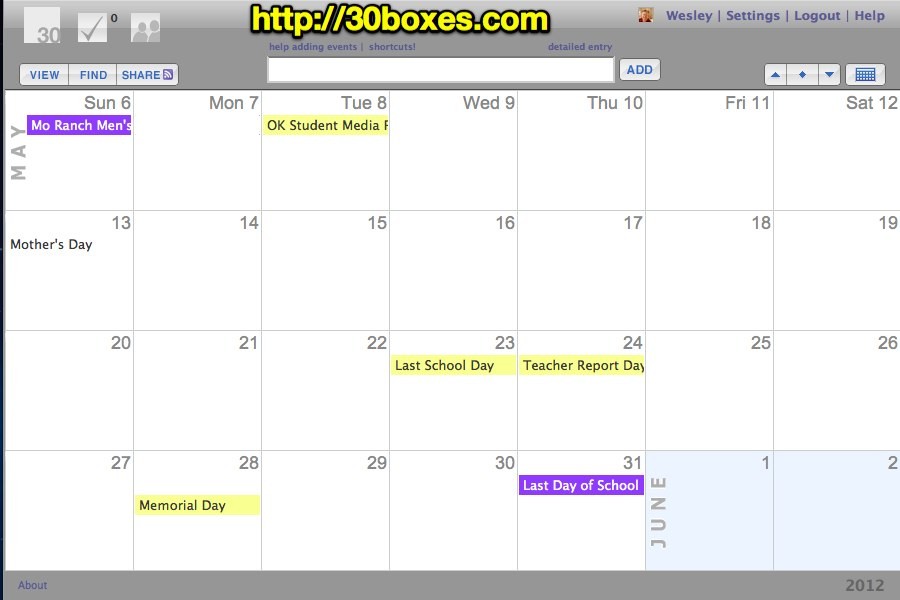 http://30boxes.com
Wesley | Settings | Logout | Help
30
0
help adding events | shortcuts!
detailed entry
VIEW FIND SHARE
ADD
MAY
Sun 6 Mon 7 Tue 8 Wed 9 Thu 10 Fri 11 Sat 12
Mo Ranch Men's
OK Student Media
13 14 15 16 17 18 19
Mother's Day
20 21 22 23 24 25 26
Last School Day
Teacher Report Day
27 28 29 30 31 1 2
Last Day of School
Memorial Day
JUNE
About
2012